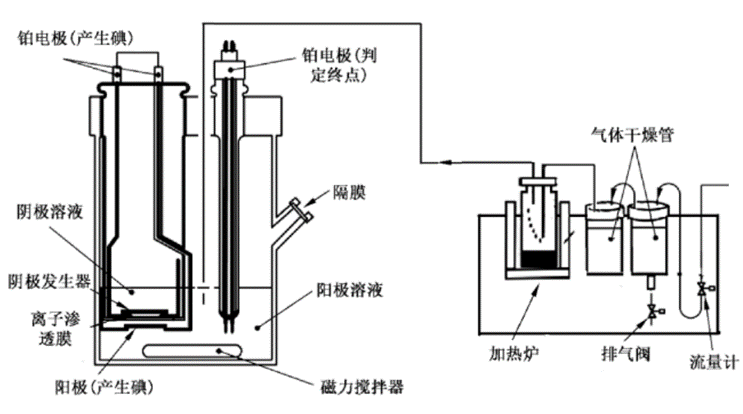 铂电极(产生碘)
铂电极(判
定终点)
气体干燥管
隔膜
阴极溶液
阴极发生器
离子渗
透膜
阳极(产生碘)
阳极溶液
磁力搅拌器
加热炉
排气阀
流量计